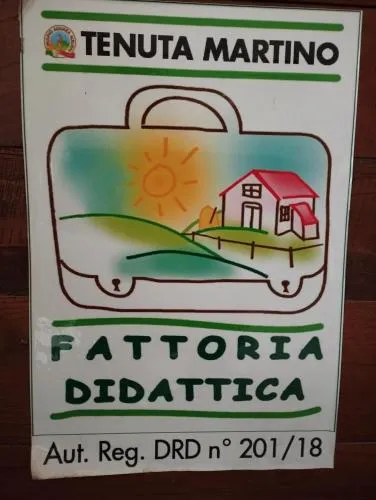 TENUTA MARTINO
FATTORIA
DIDATTICA
Aut. Reg. DRD n° 201/18